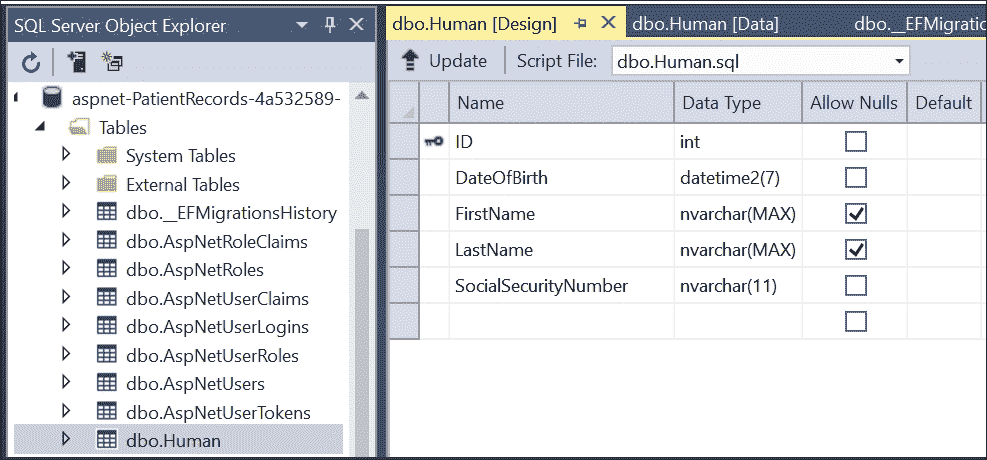 SQL Server Object Explorer
aspnet-PatientRecords-4a532589-
Tables
System Tables
External Tables
dbo.__EFMigrationsHistory
dbo.AspNetRoleClaims
dbo.AspNetRoles
dbo.AspNetUserClaims
dbo.AspNetUserLogins
dbo.AspNetUserRoles
dbo.AspNetUsers
dbo.AspNetUserTokens
dbo.Human
dbo.Human [Design] dbo.Human [Data] dbo.__EFMigratio
Update Script File: dbo.Human.sql
Name Data Type Allow Nulls Default
ID int
DateOfBirth datetime2(7)
FirstName nvarchar(MAX)
LastName nvarchar(MAX)
SocialSecurityNumber nvarchar(11)